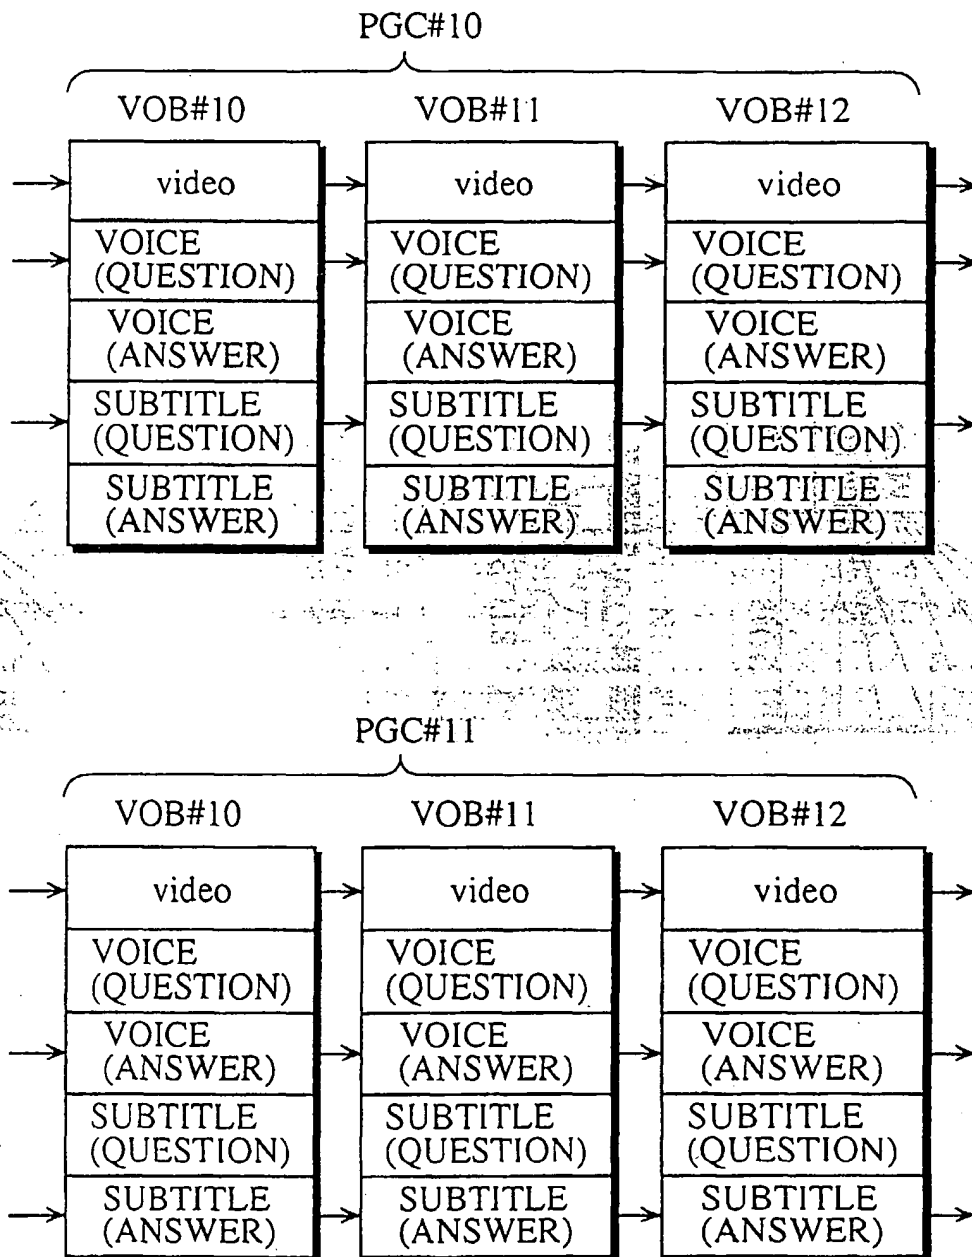 PGC#10
VOB#10 VOB#11 VOB#12
video video video
VOICE VOICE VOICE
(QUESTION) (QUESTION) (QUESTION)
VOICE VOICE VOICE
(ANSWER) (ANSWER) (ANSWER)
SUBTITLE SUBTITLE SUBTITLE
(QUESTION) (QUESTION) (QUESTION)
SUBTITLE SUBTITLE SUBTITLE
(ANSWER) (ANSWER) (ANSWER)
PGC#11
VOB#10 VOB#11 VOB#12
video video video
VOICE VOICE VOICE
(QUESTION) (QUESTION) (QUESTION)
VOICE VOICE VOICE
(ANSWER) (ANSWER) (ANSWER)
SUBTITLE SUBTITLE SUBTITLE
(QUESTION) (QUESTION) (QUESTION)
SUBTITLE SUBTITLE SUBTITLE
(ANSWER) (ANSWER) (ANSWER)